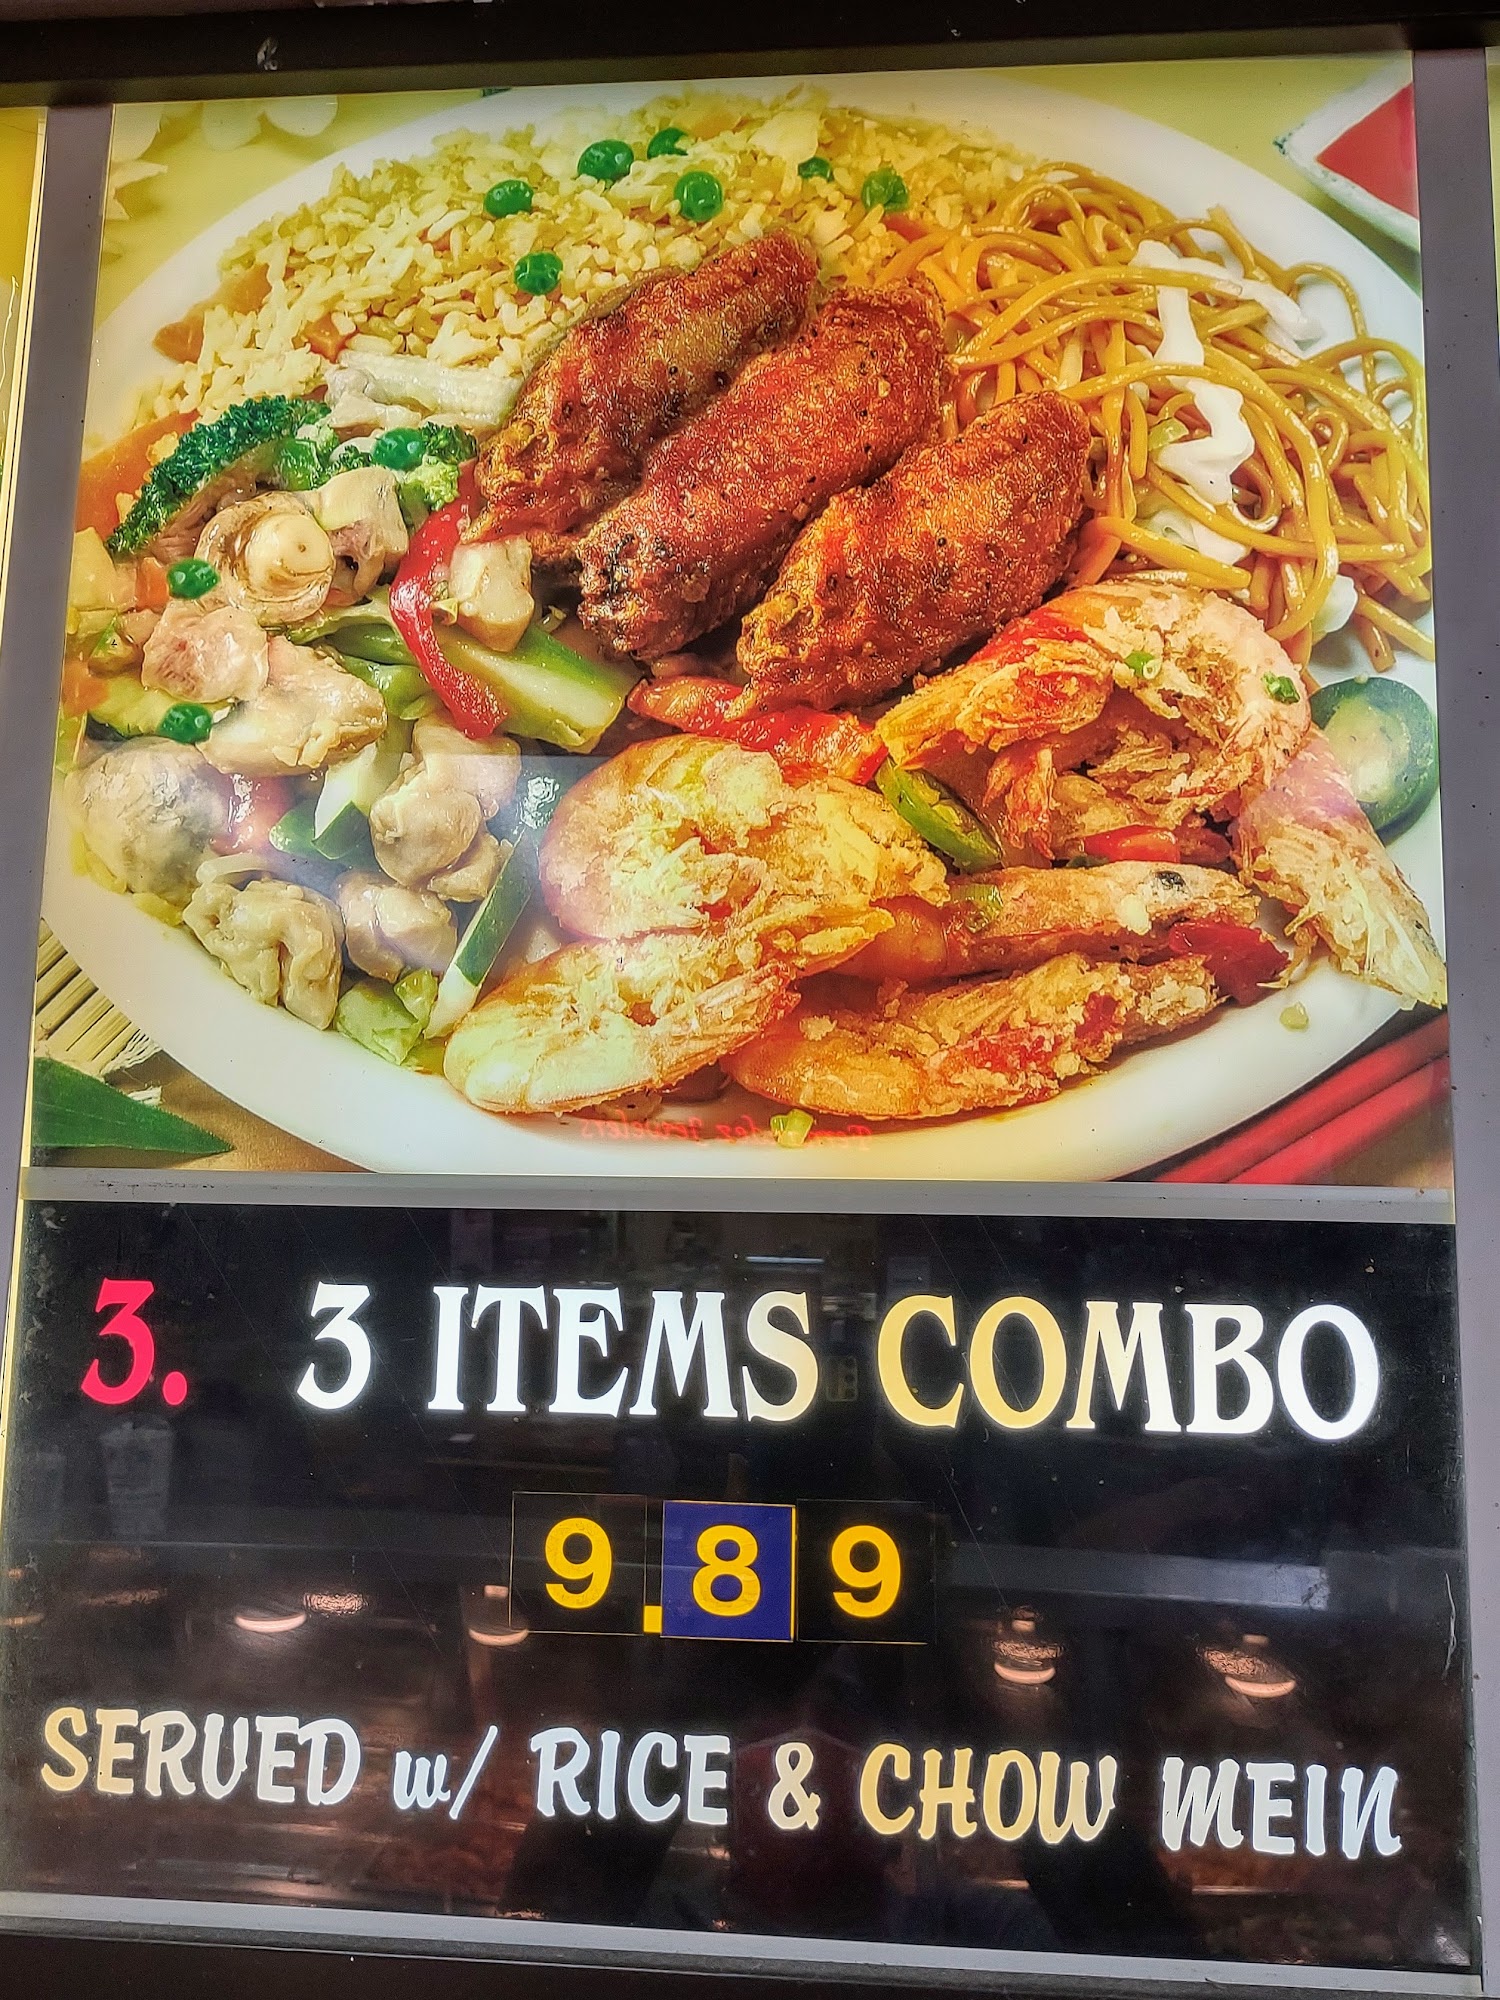 3. 3 ITEMS COMBO
9.89
SERVED w/ RICE & CHOW MEIN